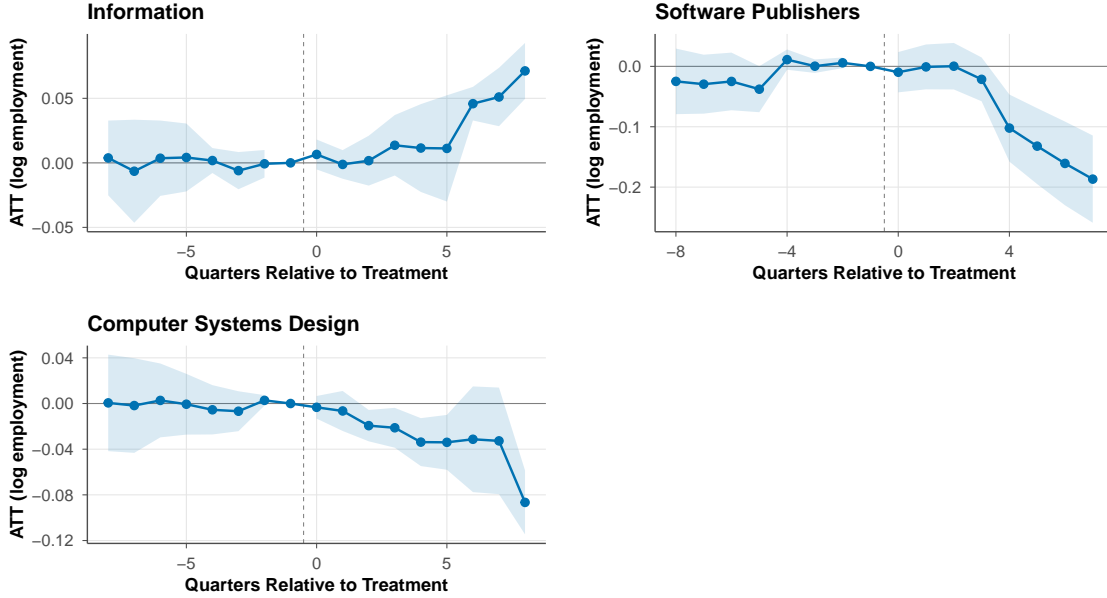 Information
ATT (log employment)
0.05
0.00
−0.05
−5
0
5
Quarters Relative to Treatment
Software Publishers
ATT (log employment)
0.0
−0.1
−0.2
−8
−4
0
4
Quarters Relative to Treatment
Computer Systems Design
ATT (log employment)
0.04
0.00
−0.04
−0.08
−0.12
−5
0
5
Quarters Relative to Treatment